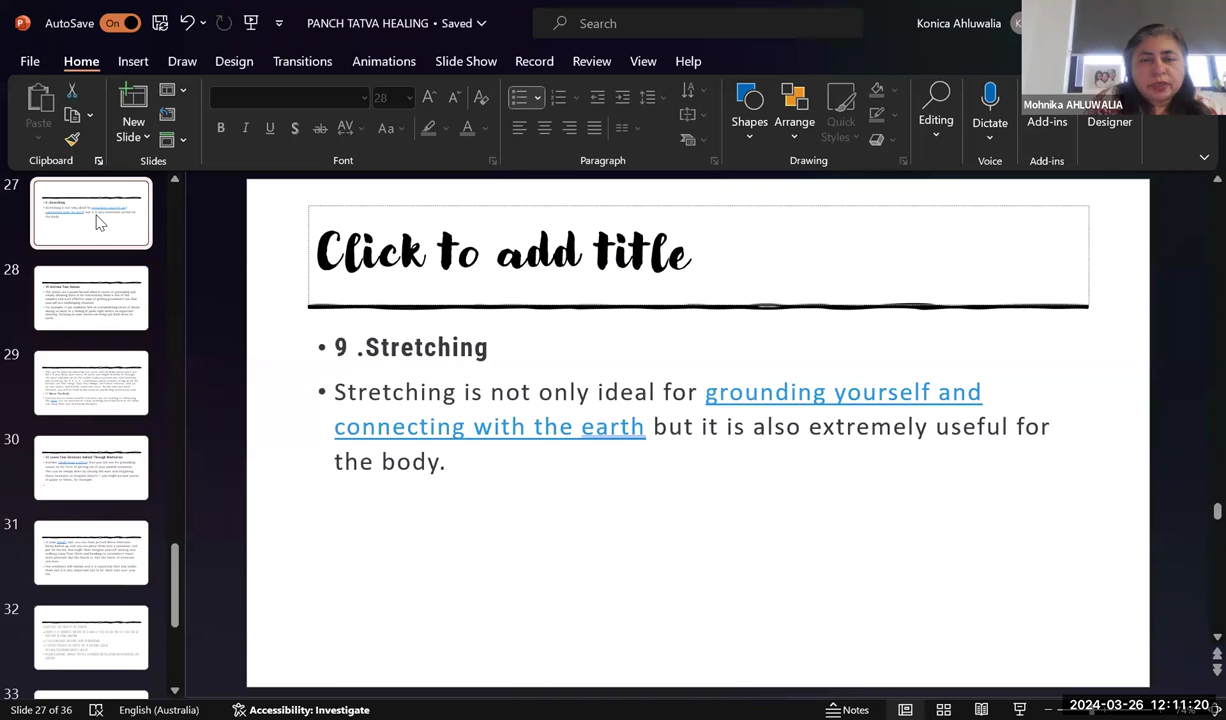 AutoSave On PANCH TATVA HEALING • Saved Search Konica Ahluwalia
File Home Insert Draw Design Transitions Animations Slide Show Record Review View Help
Mohnika AHLUWALIA
Paste New Slide 28 Shapes Arrange Quick Styles Editing Dictate Add-ins Designer
B I U S ab AV Aa A
Clipboard Slides Font Paragraph Drawing Voice Add-ins
27
28
29
30
31
32
33
Click to add title
• 9 .Stretching
• Stretching is not only ideal for grounding yourself and
connecting with the earth but it is also extremely useful for
the body.
Slide 27 of 36 English (Australia) Accessibility: Investigate Notes
2024-03-26 12:11:20